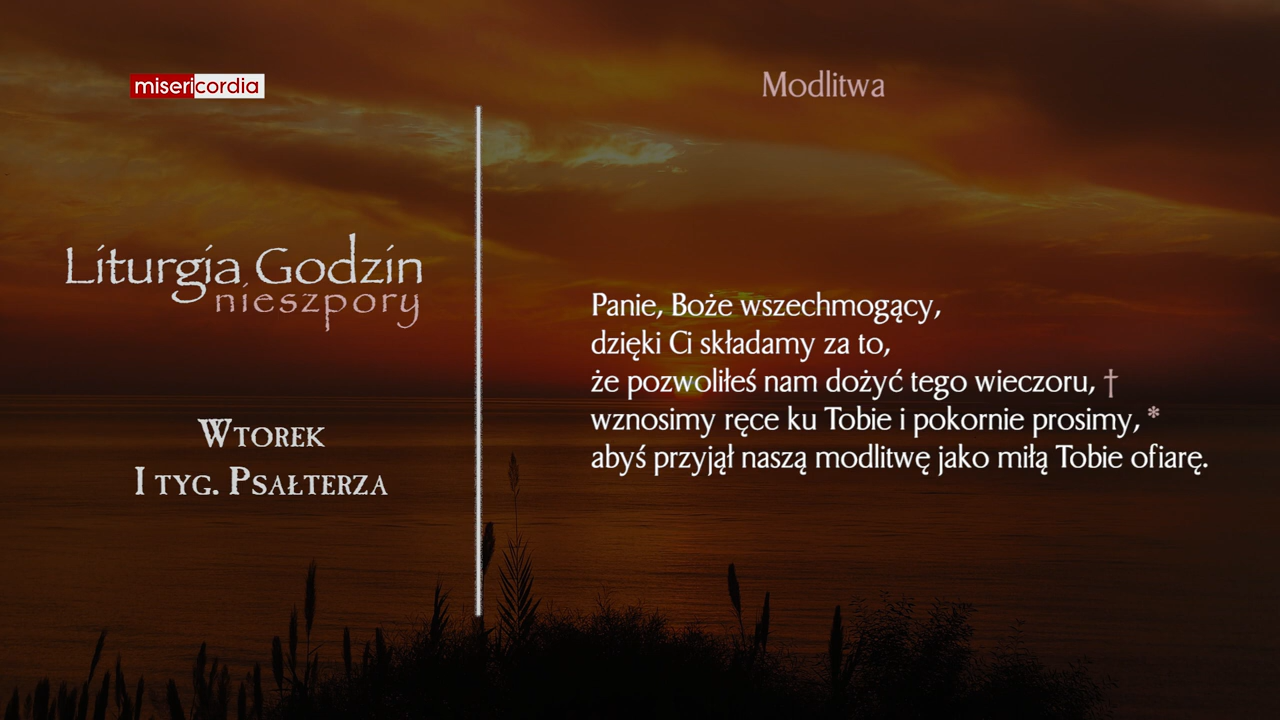 misericordia
Modlitwa
Liturgia Godzin
nieszpory
Wtorek
I tyg. Psałterza
Panie, Boże wszechmogący,
dzięki Ci składamy za to,
że pozwoliłeś nam dożyć tego wieczoru, †
wznosimy ręce ku Tobie i pokornie prosimy, *
abyś przyjął naszą modlitwę jako miłą Tobie ofiarę.